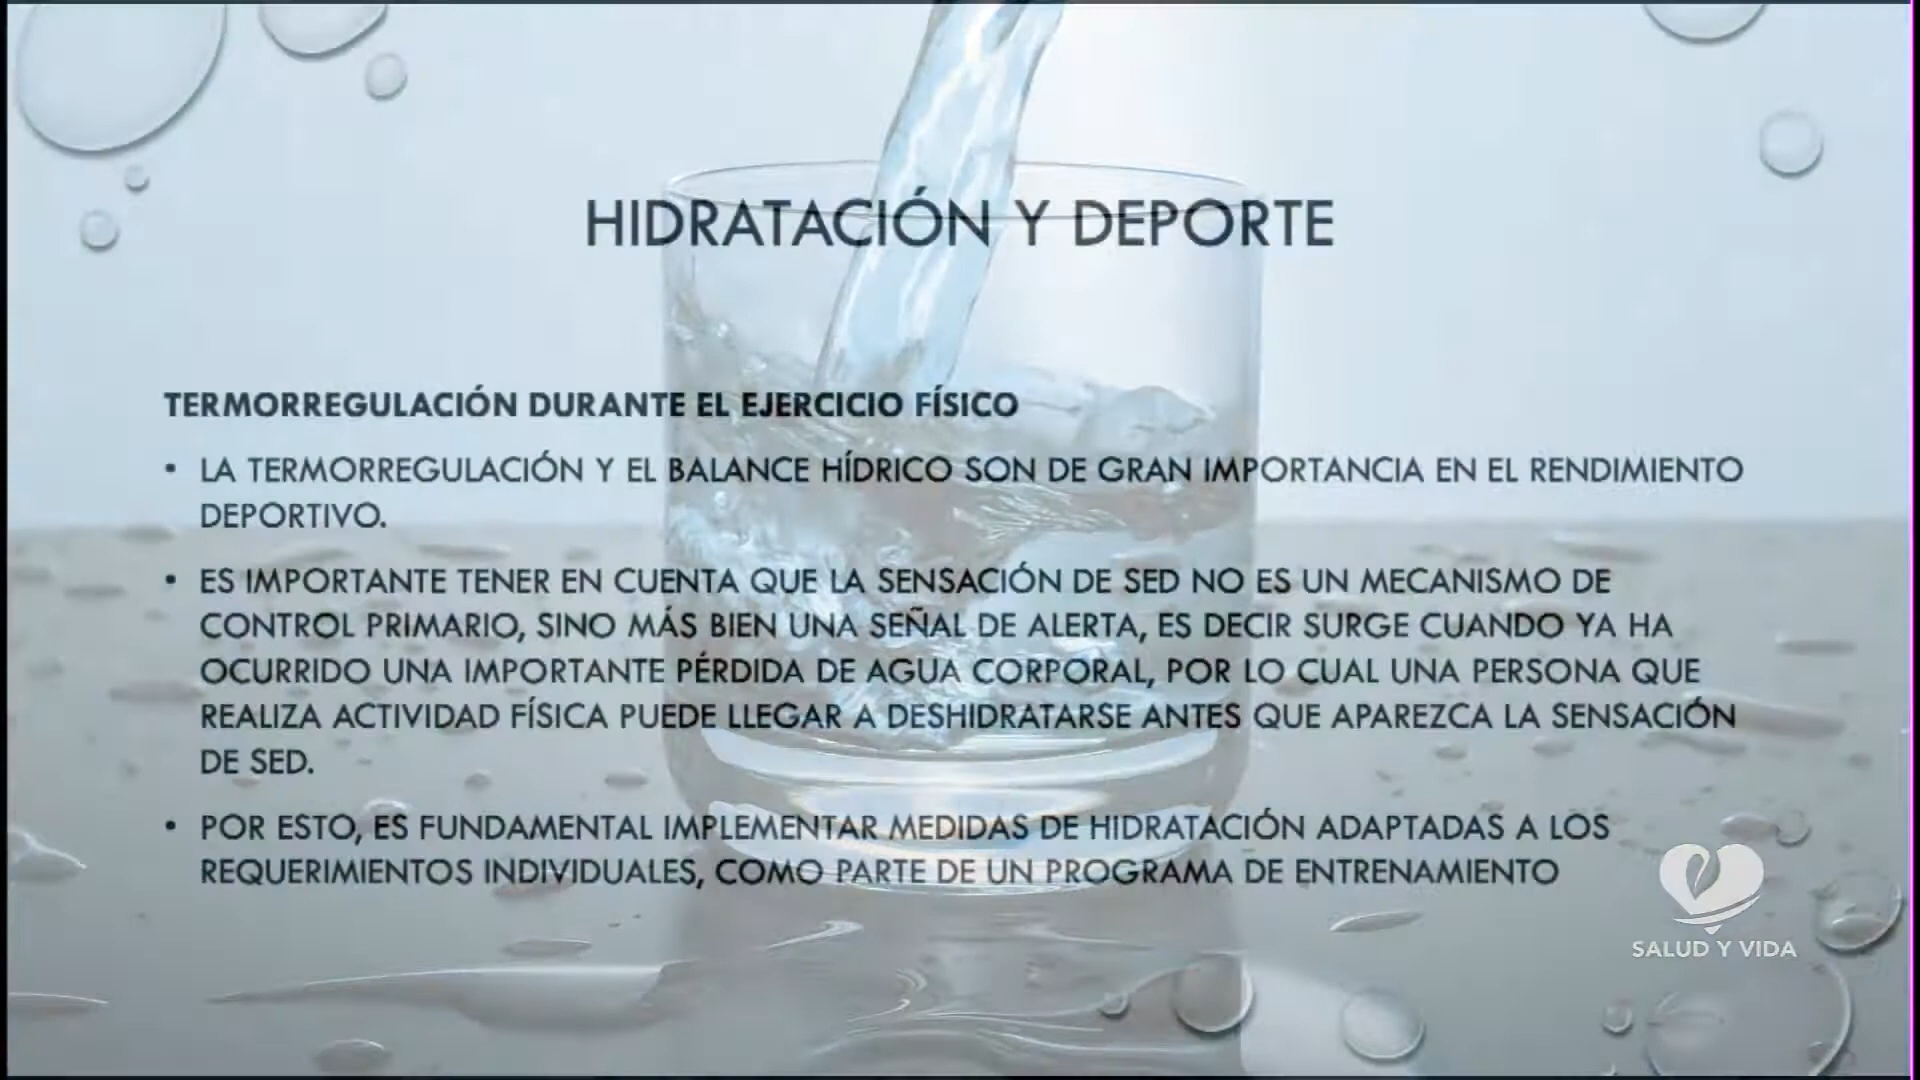 HIDRATACIÓN Y DEPORTE
TERMORREGULACIÓN DURANTE EL EJERCICIO FÍSICO
• LA TERMORREGULACIÓN Y EL BALANCE HÍDRICO SON DE GRAN IMPORTANCIA EN EL RENDIMIENTO
DEPORTIVO.
• ES IMPORTANTE TENER EN CUENTA QUE LA SENSACIÓN DE SED NO ES UN MECANISMO DE
CONTROL PRIMARIO, SINO MÁS BIEN UNA SEÑAL DE ALERTA, ES DECIR SURGE CUANDO YA HA
OCURRIDO UNA IMPORTANTE PÉRDIDA DE AGUA CORPORAL, POR LO CUAL UNA PERSONA QUE
REALIZA ACTIVIDAD FÍSICA PUEDE LLEGAR A DESHIDRATARSE ANTES QUE APAREZCA LA SENSACIÓN
DE SED.
• POR ESTO, ES FUNDAMENTAL IMPLEMENTAR MEDIDAS DE HIDRATACIÓN ADAPTADAS A LOS
REQUERIMIENTOS INDIVIDUALES, COMO PARTE DE UN PROGRAMA DE ENTRENAMIENTO
SALUD Y VIDA